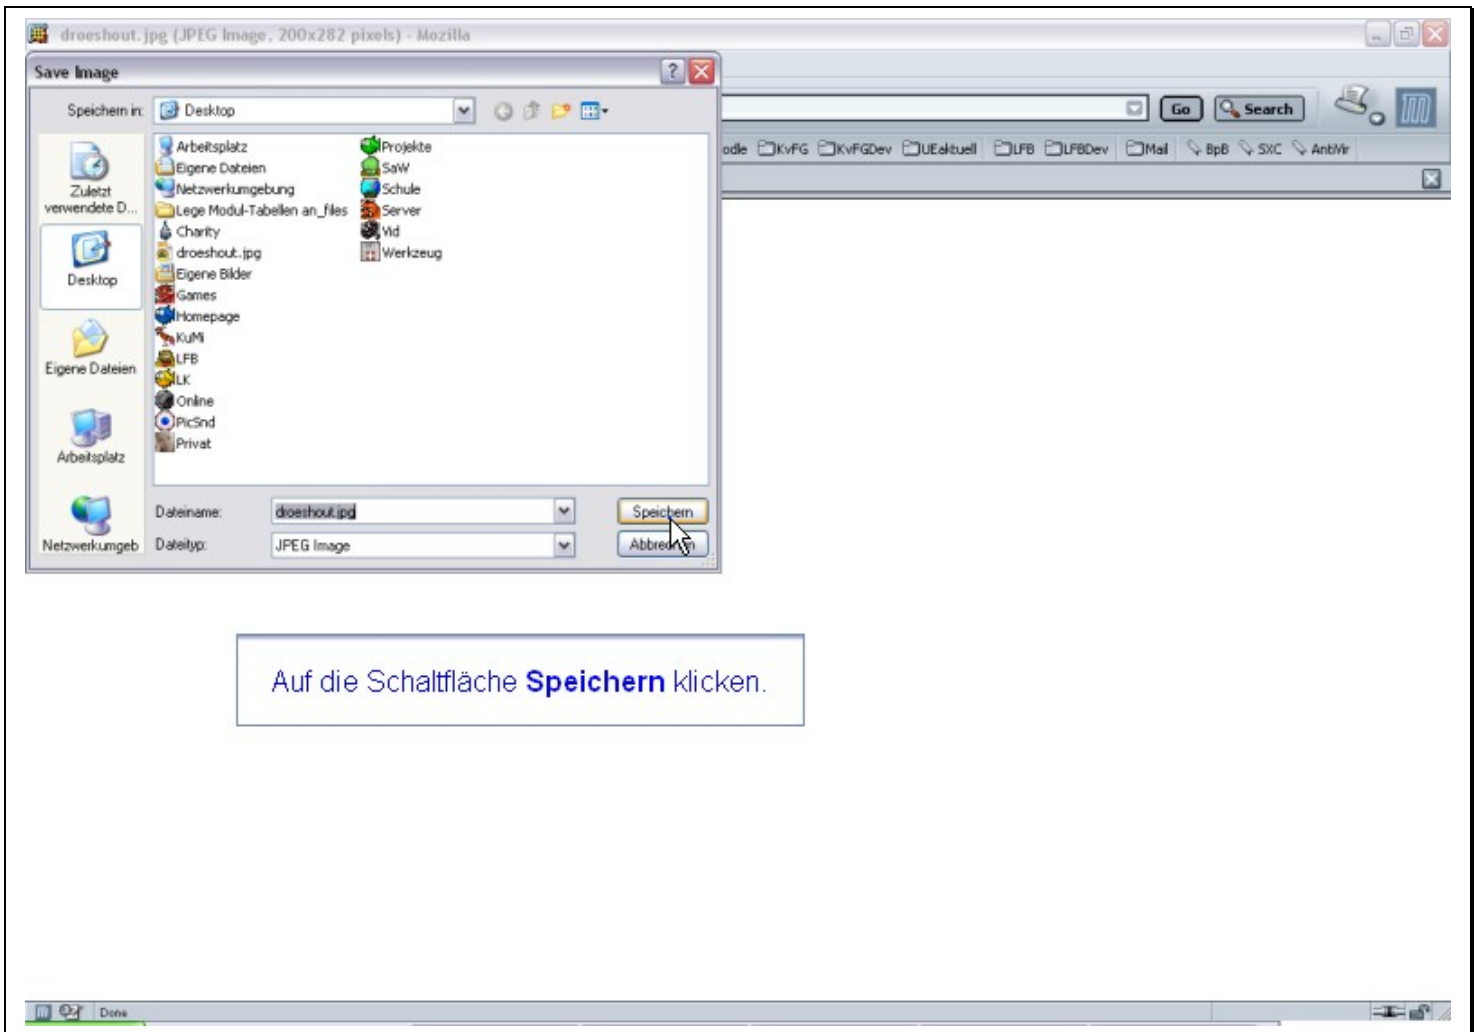 droeshout.jpg (JPEG Image, 200x282 pixels) - Mozilla
Save Image
Speichern in:
Desktop
Go
Search
odle KvFG KvFGDev UEaktuell LFB LFBDev Mail BpB SXC AntiVir
Zuletzt
verwendete D...
Desktop
Eigene Dateien
Arbeitsplatz
Netzwerkumgeb
Arbeitsplatz
Eigene Dateien
Netzwerkumgebung
Lege Modul-Tabellen an_files
Charity
droeshout.jpg
Eigene Bilder
Games
Homepage
KuMi
LFB
LK
Online
PicSnd
Privat
Projekte
SaW
Schule
Server
Vid
Werkzeug
Dateiname:
droeshout.jpg
Speichern
Dateityp:
JPEG Image
Auf die Schaltfläche Speichern klicken.
Done